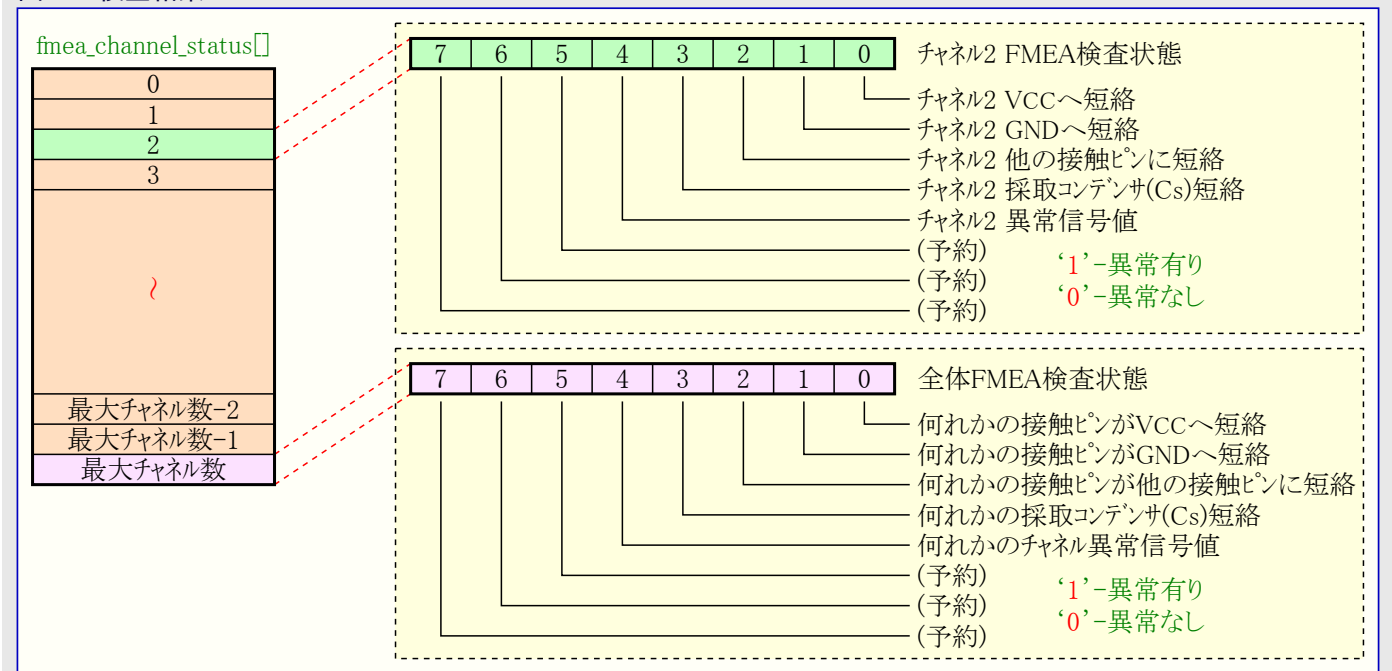 fmea_channel_status[]
0
1
2
3
～
最大チャネル数-2
最大チャネル数-1
最大チャネル数
7 6 5 4 3 2 1 0 チャネル2 FMEA検査状態
チャネル2 VCCへ短絡
チャネル2 GNDへ短絡
チャネル2 他の接触ピンに短絡
チャネル2 採取コンデンサ(Cs)短絡
チャネル2 異常信号値
(予約)
(予約)
(予約)
‘1’-異常有り
‘0’-異常なし
7 6 5 4 3 2 1 0 全体FMEA検査状態
何れかの接触ピンがVCCへ短絡
何れかの接触ピンがGNDへ短絡
何れかの接触ピンが他の接触ピンに短絡
何れかの採取コンデンサ(Cs)短絡
何れかのチャネル異常信号値
(予約)
(予約)
(予約)
‘1’-異常有り
‘0’-異常なし